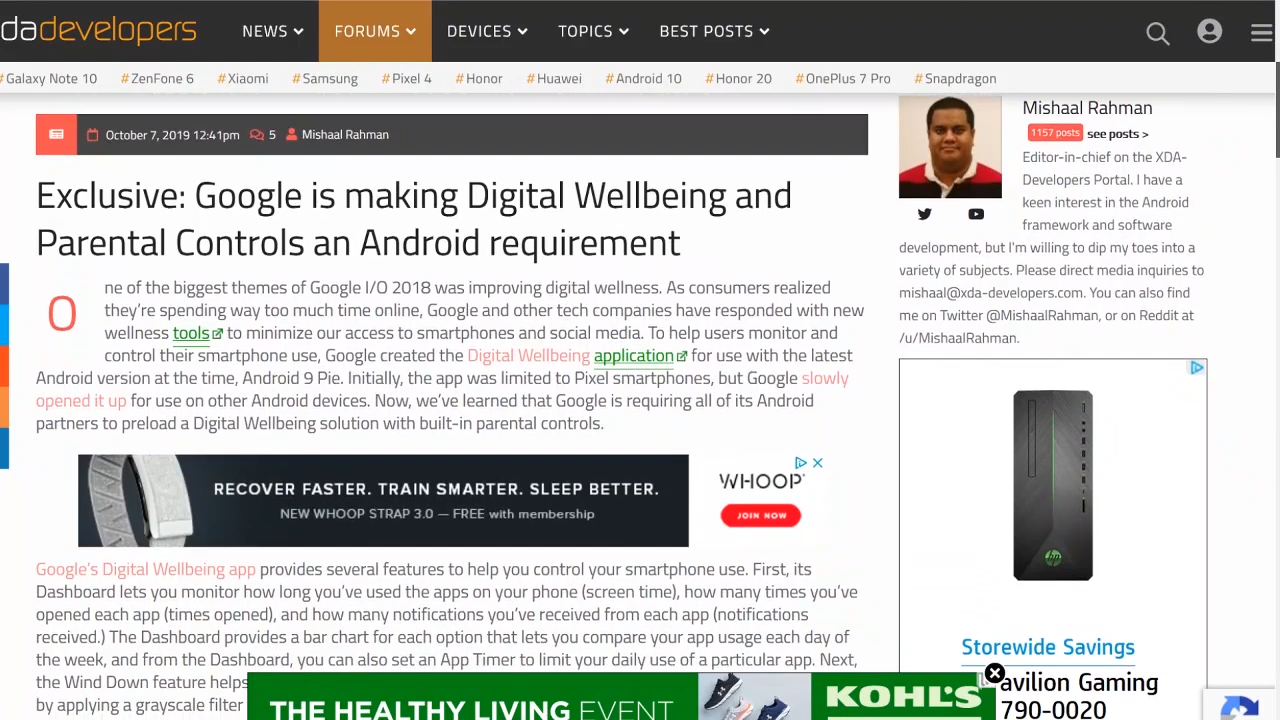 dadevelopers
NEWS
FORUMS
DEVICES
TOPICS
BEST POSTS
#Galaxy Note 10
#ZenFone 6
#Xiaomi
#Samsung
#Pixel 4
#Honor
#Huawei
#Android 10
#Honor 20
#OnePlus 7 Pro
#Snapdragon
October 7, 2019 12:41pm
5
Mishaal Rahman
Exclusive: Google is making Digital Wellbeing and
Parental Controls an Android requirement
One of the biggest themes of Google I/O 2018 was improving digital wellness. As consumers realized
they're spending way too much time online, Google and other tech companies have responded with new
wellness tools to minimize our access to smartphones and social media. To help users monitor and
control their smartphone use, Google created the Digital Wellbeing application for use with the latest
Android version at the time, Android 9 Pie. Initially, the app was limited to Pixel smartphones, but Google slowly
opened it up for use on other Android devices. Now, we've learned that Google is requiring all of its Android
partners to preload a Digital Wellbeing solution with built-in parental controls.
RECOVER FASTER. TRAIN SMARTER. SLEEP BETTER.
NEW WHOOP STRAP 3.0 — FREE with membership
WHOOP
JOIN NOW
Google's Digital Wellbeing app provides several features to help you control your smartphone use. First, its
Dashboard lets you monitor how long you've used the apps on your phone (screen time), how many times you've
opened each app (times opened), and how many notifications you've received from each app (notifications
received.) The Dashboard provides a bar chart for each option that lets you compare your app usage each day of
the week, and from the Dashboard, you can also set an App Timer to limit your daily use of a particular app. Next,
the Wind Down feature helps
by applying a grayscale filter
Mishaal Rahman
1157 posts
see posts >
Editor-in-chief on the XDA-
Developers Portal. I have a
keen interest in the Android
framework and software
development, but I'm willing to dip my toes into a
variety of subjects. Please direct media inquiries to
mishaal@xda-developers.com. You can also find
me on Twitter @MishaalRahman, or on Reddit at
/u/MishaalRahman.
hp
Storewide Savings
avilion Gaming
790-0020
THE HEALTHY LIVING EVENT
KOHL'S